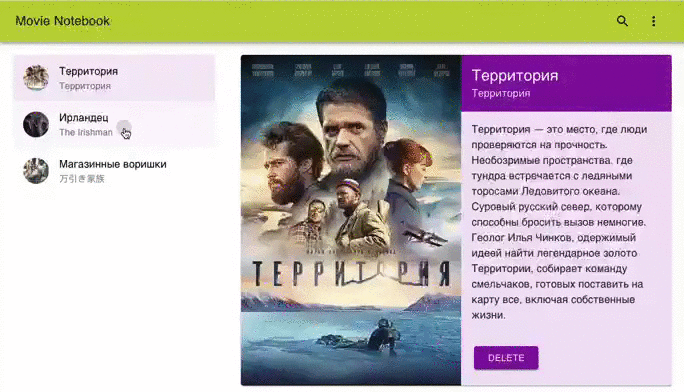 Movie Notebook
Территория
Территория
Ирландец
The Irishman
Магазинные воришки
万引き家族
ТЕРРИТОРИЯ
Территория
Территория
Территория — это место, где люди
проверяются на прочность.
Необозримые пространства, где
тундра встречается с ледяными
торосами Ледовитого океана.
Суровый русский север, которому
способны бросить вызов немногие.
Геолог Илья Чинков, одержимый
идеей найти легендарное золото
Территории, собирает команду
смельчаков, готовых поставить на
карту все, включая собственные
жизни.
DELETE